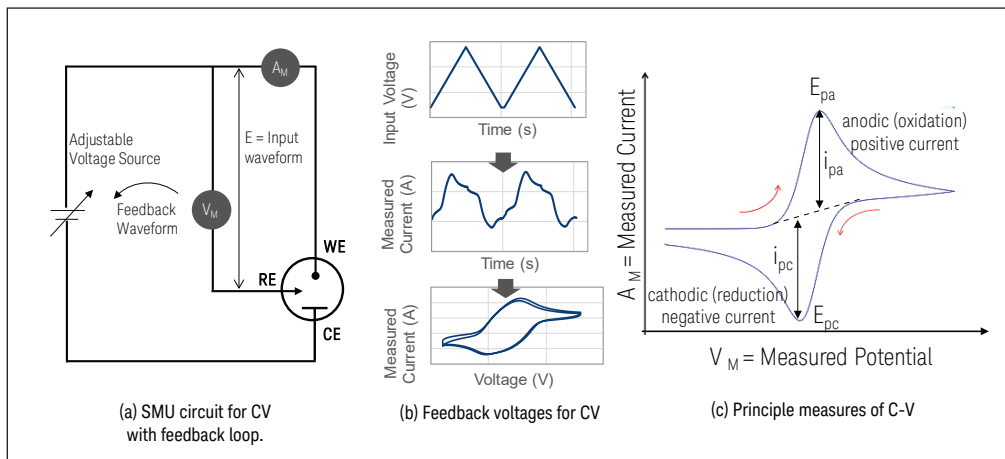 A_M
Adjustable
Voltage Source
E = Input
waveform
Feedback
Waveform
V_M
WE
RE
CE
(a) SMU circuit for CV
with feedback loop.
Input Voltage
(V)
Time (s)
Measured
Current (A)
Time (s)
Measured
Current (A)
Voltage (V)
(b) Feedback voltages for CV
A_M = Measured Current
E_pa
anodic (oxidation)
positive current
i_pa
i_pc
cathodic (reduction)
negative current
E_pc
V_M = Measured Potential
(c) Principle measures of C-V